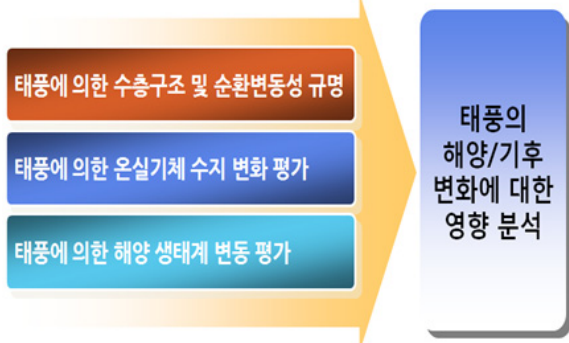 태풍에 의한 수층구조 및 순환변동성 규명
태풍에 의한 온실기체 수지 변화 평가
태풍에 의한 해양 생태계 변동 평가
태풍의
해양/기후
변화에 대한
영향 분석